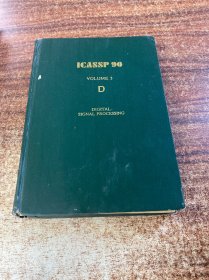 ICASSP 90
VOLUME 3
D
DIGITAL
SIGNAL PROCESSING